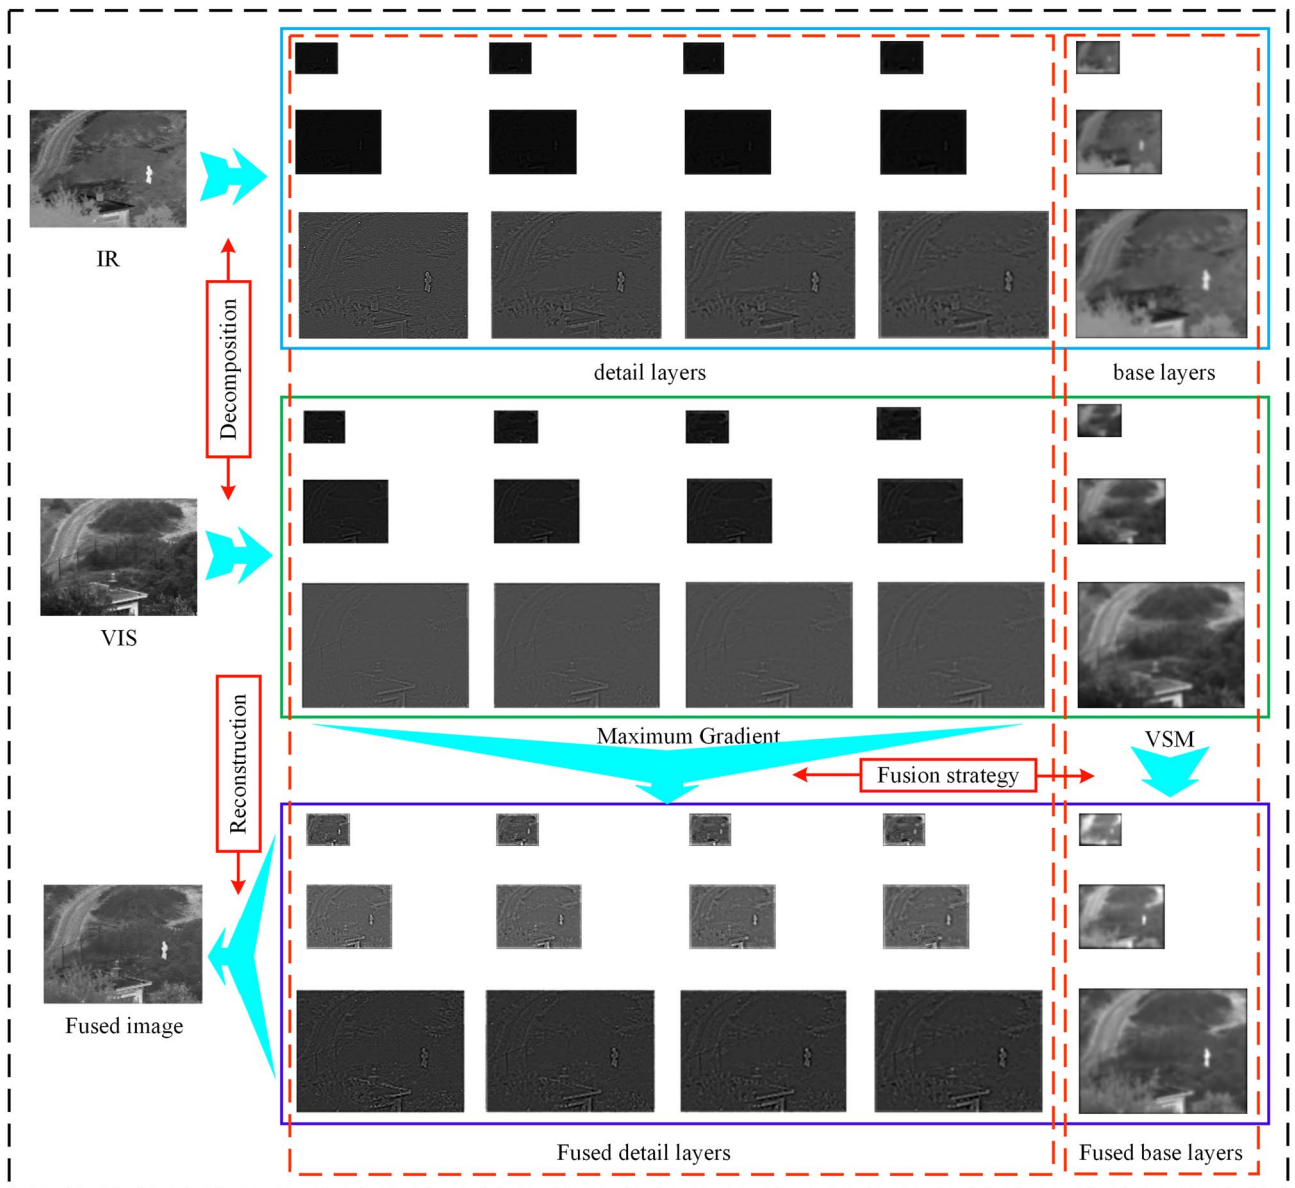 IR
Decomposition
detail layers
base layers
VIS
Maximum Gradient
VSM
Fusion strategy
Reconstruction
Fused image
Fused detail layers
Fused base layers